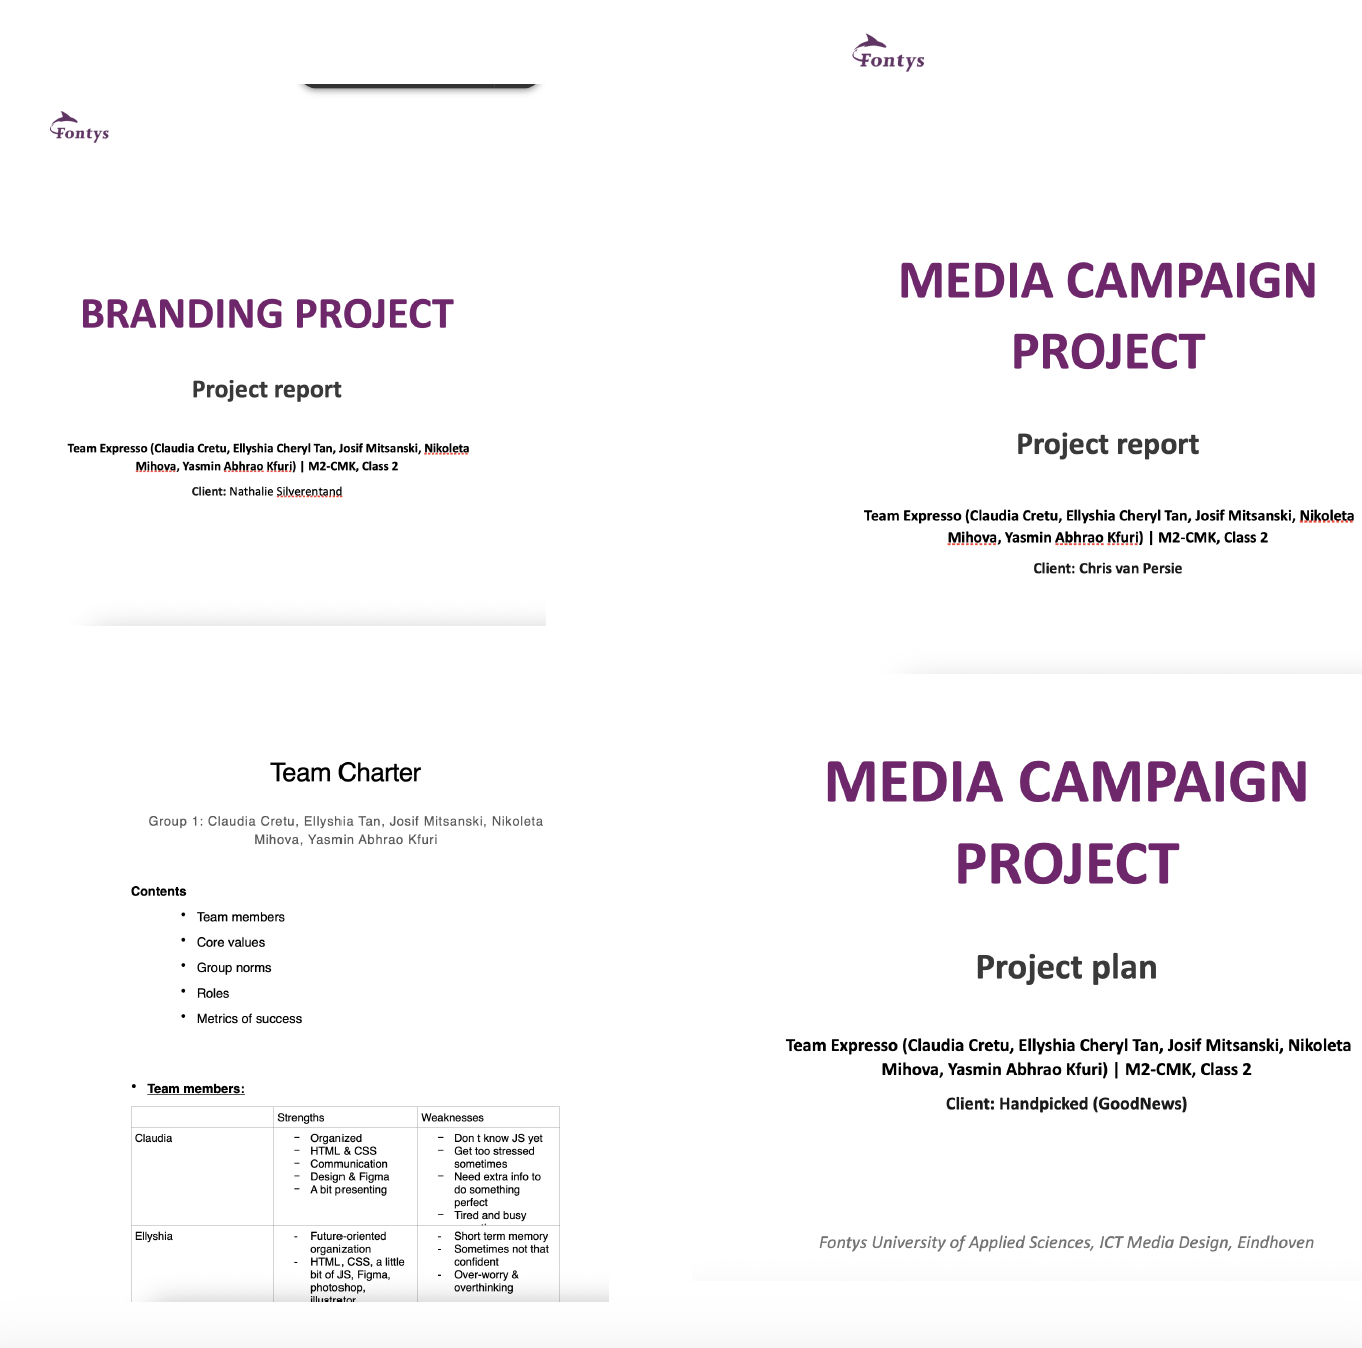 Fontys
BRANDING PROJECT
Project report
Team Expresso (Claudia Cretu, Ellyshia Cheryl Tan, Josif Mitsanski, Nikoleta
Mihova, Yasmin Abhrao Kfuri) | M2-CMK, Class 2
Client: Nathalie Silverentand
Fontys
MEDIA CAMPAIGN
PROJECT
Project report
Team Expresso (Claudia Cretu, Ellyshia Cheryl Tan, Josif Mitsanski, Nikoleta
Mihova, Yasmin Abhrao Kfuri) | M2-CMK, Class 2
Client: Chris van Persie
Team Charter
Group 1: Claudia Cretu, Ellyshia Tan, Josif Mitsanski, Nikoleta
Mihova, Yasmin Abhrao Kfuri
Contents
• Team members
• Core values
• Group norms
• Roles
• Metrics of success
• Team members:
Strengths
Weaknesses
Claudia
– Organized
– HTML & CSS
– Communication
– Design & Figma
– A bit presenting
– Don t know JS yet
– Get too stressed
sometimes
– Need extra info to
do something
perfect
– Tired and busy
Ellyshia
- Future-oriented
organization
- HTML, CSS, a little
bit of JS, Figma,
photoshop,
illustrator
- Short term memory
- Sometimes not that
confident
- Over-worry &
overthinking
MEDIA CAMPAIGN
PROJECT
Project plan
Team Expresso (Claudia Cretu, Ellyshia Cheryl Tan, Josif Mitsanski, Nikoleta
Mihova, Yasmin Abhrao Kfuri) | M2-CMK, Class 2
Client: Handpicked (GoodNews)
Fontys University of Applied Sciences, ICT Media Design, Eindhoven